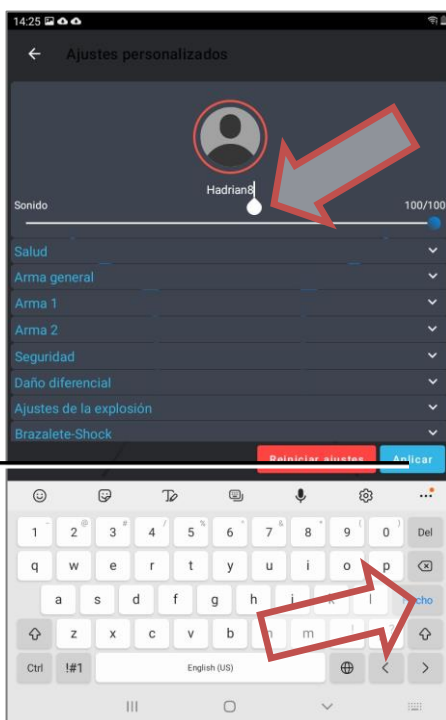 14:25
Ajustes personalizados
Hadrian8
Sonido 100/100
Salud
Arma general
Arma 1
Arma 2
Seguridad
Daño diferencial
Ajustes de la explosión
Brazalete-Shock
Reiniciar ajustes Aplicar
1 2 @ 3 # 4 / 5 % 6 ^ 7 & 8 * 9 ( 0 ) Del
q w e r t y u i o p
a s d f g h j k l Hecho
z x c v b n m ! ?
Ctrl !#1 English (US) < >